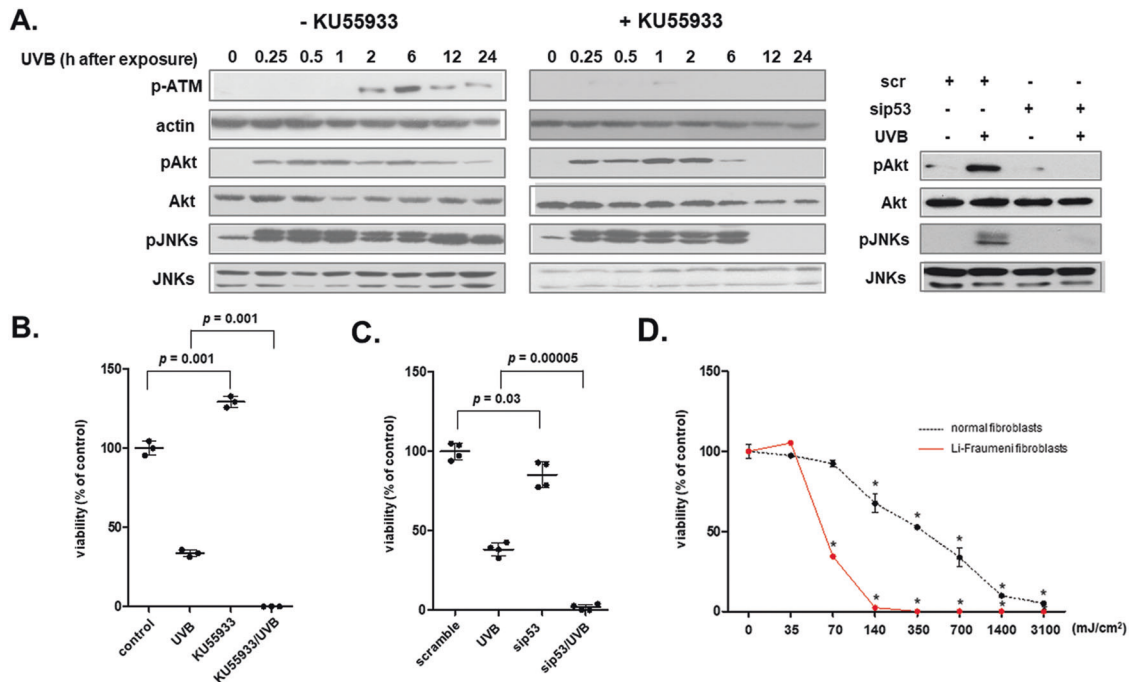 A.
- KU55933
+ KU55933
UVB (h after exposure) 0 0.25 0.5 1 2 6 12 24 0 0.25 0.5 1 2 6 12 24
p-ATM
actin
pAkt
Akt
pJNKs
JNKs
scr + + - -
sip53 - - + +
UVB - + - +
pAkt
Akt
pJNKs
JNKs
B.
p = 0.001
p = 0.001
150
100
50
0
viability (% of control)
control
UVB
KU55933
KU55933/UVB
C.
p = 0.00005
p = 0.03
150
100
50
0
viability (% of control)
scramble
UVB
sip53
sip53/UVB
D.
150
100
50
0
viability (% of control)
normal fibroblasts
Li-Fraumeni fibroblasts
* * * * *
* * * * * *
0 35 70 140 350 700 1400 3100 (mJ/cm²)